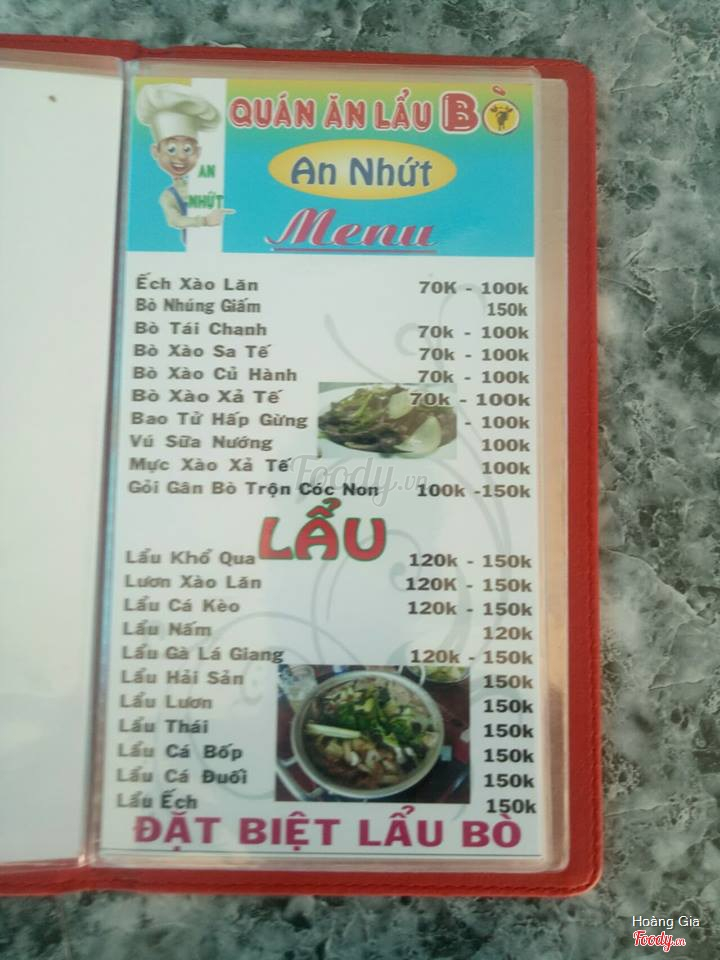 QUÁN ĂN LẨU BÒ
AN NHỨT
An Nhứt
Menu
Ếch Xào Lăn 70K - 100k
Bò Nhúng Giấm 150k
Bò Tái Chanh 70k - 100k
Bò Xào Sa Tế 70k - 100k
Bò Xào Củ Hành 70k - 100k
Bò Xào Xả Tế 70k - 100k
Bao Tử Hấp Gừng - 100k
Vú Sữa Nướng 100k
Mực Xào Xả Tế 100k
Gỏi Gân Bò Trộn Cóc Non 100k -150k
Foody.vn
LẨU
Lẩu Khổ Qua 120k - 150k
Lươn Xào Lăn 120K - 150k
Lẩu Cá Kèo 120k - 150k
Lẩu Nấm 120k
Lẩu Gà Lá Giang 120k - 150k
Lẩu Hải Sản 150k
Lẩu Lươn 150k
Lẩu Thái 150k
Lẩu Cá Bốp 150k
Lẩu Cá Đuối 150k
Lẩu Ếch 150k
ĐẶT BIỆT LẨU BÒ
Hoàng Gia
Foody.vn